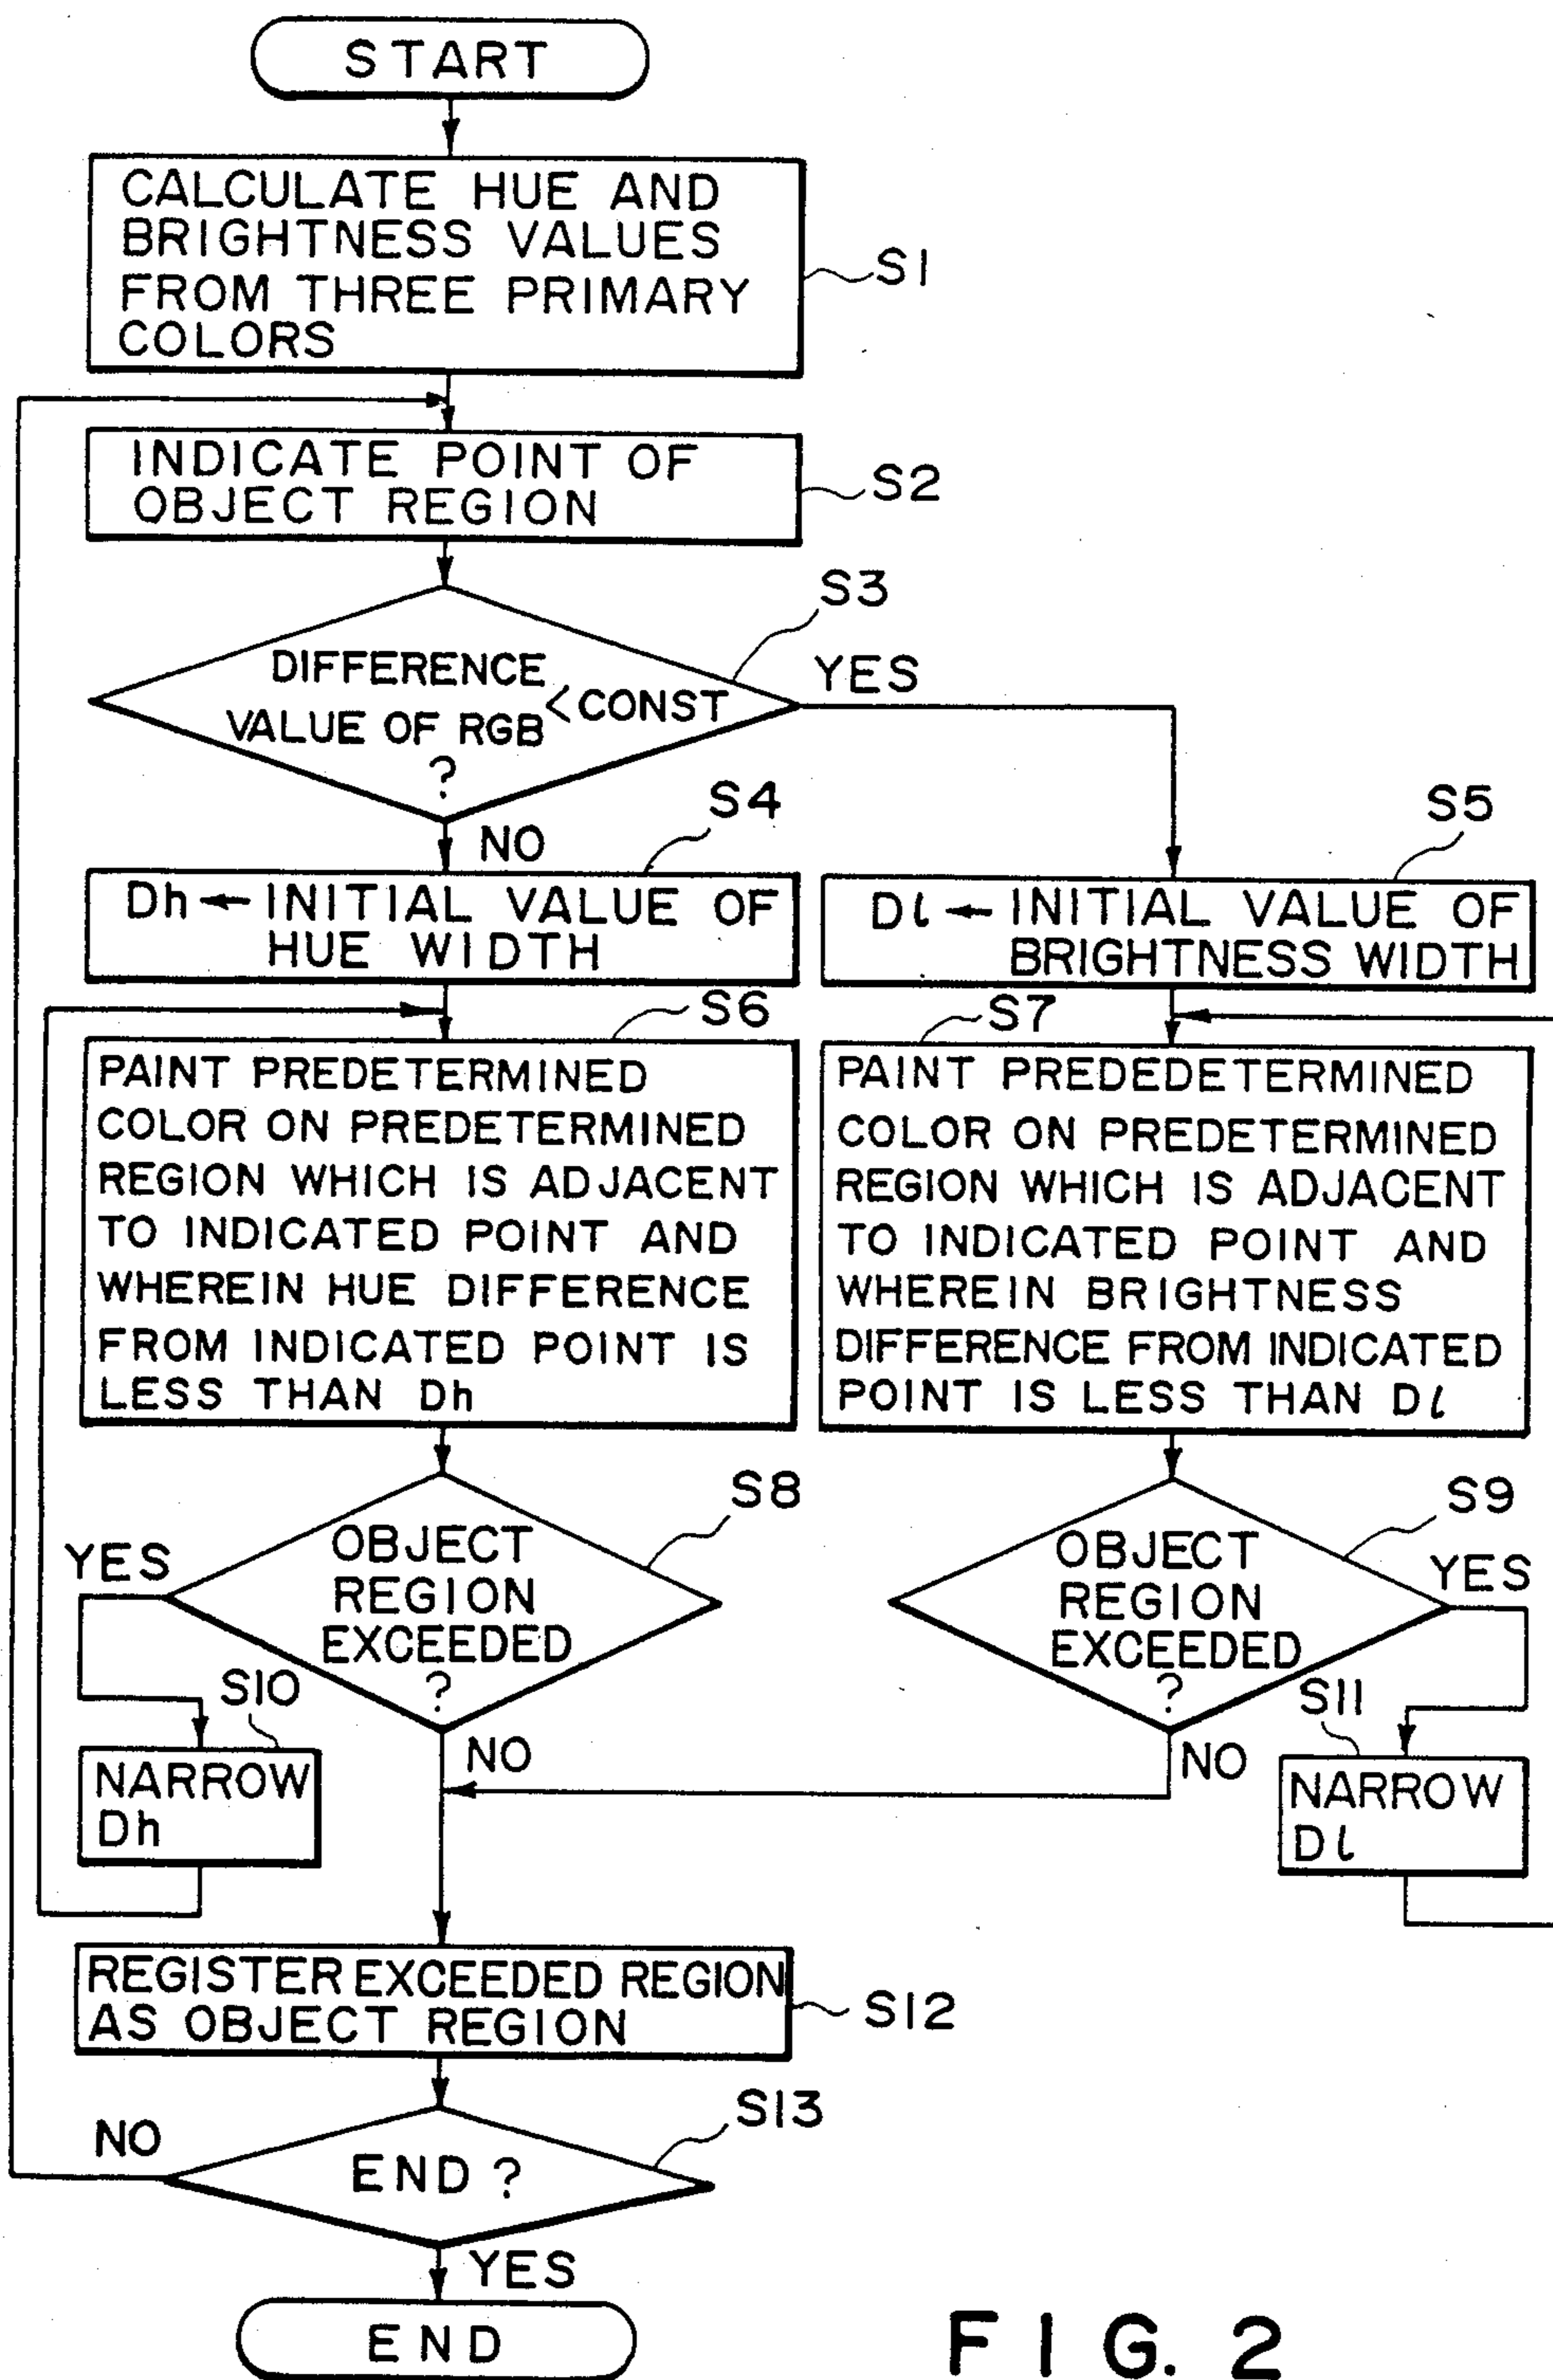 START
CALCULATE HUE AND
BRIGHTNESS VALUES
FROM THREE PRIMARY
COLORS
S1
INDICATE POINT OF
OBJECT REGION
S2
S3
DIFFERENCE
VALUE OF RGB < CONST
?
YES
NO
S4
Dh ← INITIAL VALUE OF
HUE WIDTH
S5
Dl ← INITIAL VALUE OF
BRIGHTNESS WIDTH
S6
PAINT PREDETERMINED
COLOR ON PREDETERMINED
REGION WHICH IS ADJACENT
TO INDICATED POINT AND
WHEREIN HUE DIFFERENCE
FROM INDICATED POINT IS
LESS THAN Dh
S7
PAINT PREDEDETERMINED
COLOR ON PREDETERMINED
REGION WHICH IS ADJACENT
TO INDICATED POINT AND
WHEREIN BRIGHTNESS
DIFFERENCE FROM INDICATED
POINT IS LESS THAN Dl
S8
OBJECT
REGION
EXCEEDED
?
YES
NO
S9
OBJECT
REGION
EXCEEDED
?
YES
NO
S10
NARROW
Dh
S11
NARROW
Dl
REGISTER EXCEEDED REGION
AS OBJECT REGION
S12
S13
END ?
NO
YES
END
FIG. 2